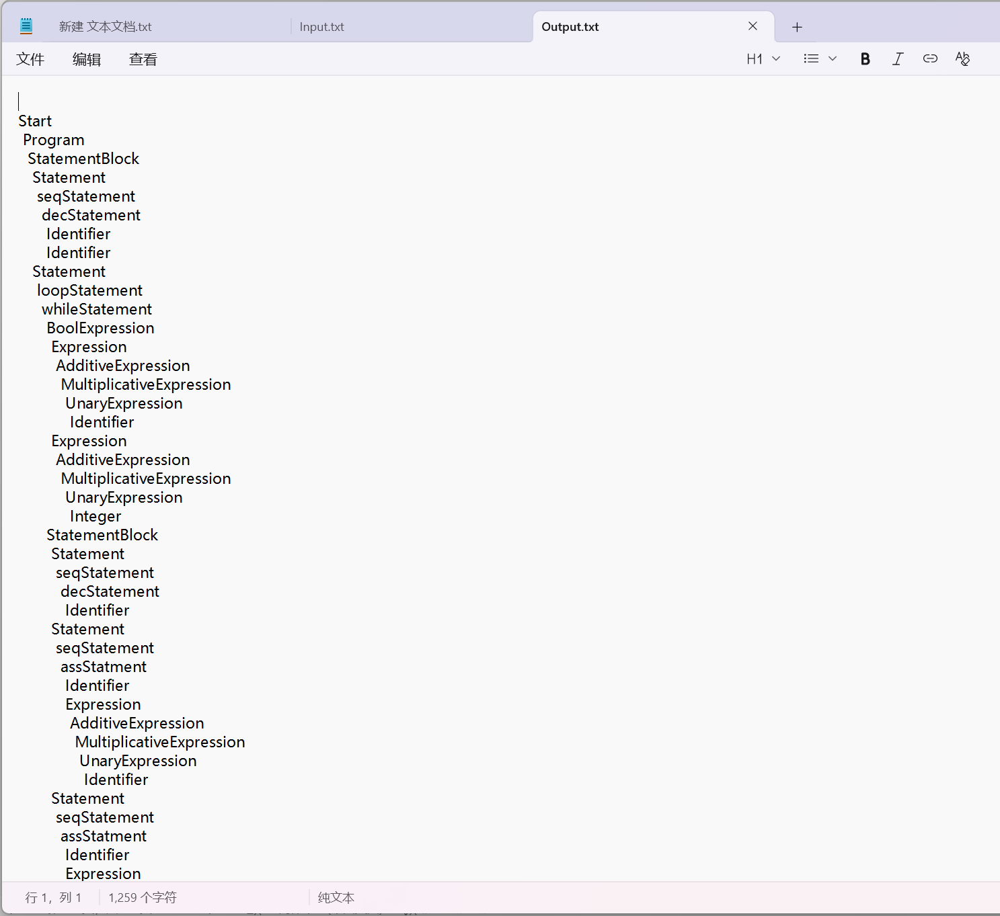 新建 文本文档.txt
Input.txt
Output.txt
文件
编辑
查看
H1
B
I
Start
Program
StatementBlock
Statement
seqStatement
decStatement
Identifier
Identifier
Statement
loopStatement
whileStatement
BoolExpression
Expression
AdditiveExpression
MultiplicativeExpression
UnaryExpression
Identifier
Expression
AdditiveExpression
MultiplicativeExpression
UnaryExpression
Integer
StatementBlock
Statement
seqStatement
decStatement
Identifier
Statement
seqStatement
assStatment
Identifier
Expression
AdditiveExpression
MultiplicativeExpression
UnaryExpression
Identifier
Statement
seqStatement
assStatment
Identifier
Expression
行 1，列 1
1,259 个字符
纯文本